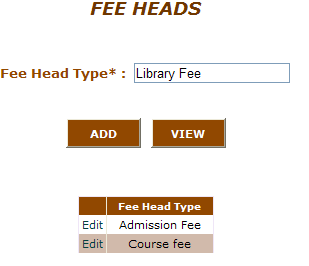 FEE HEADS
Fee Head Type* : Library Fee
ADD VIEW
Fee Head Type
Edit Admission Fee
Edit Course fee